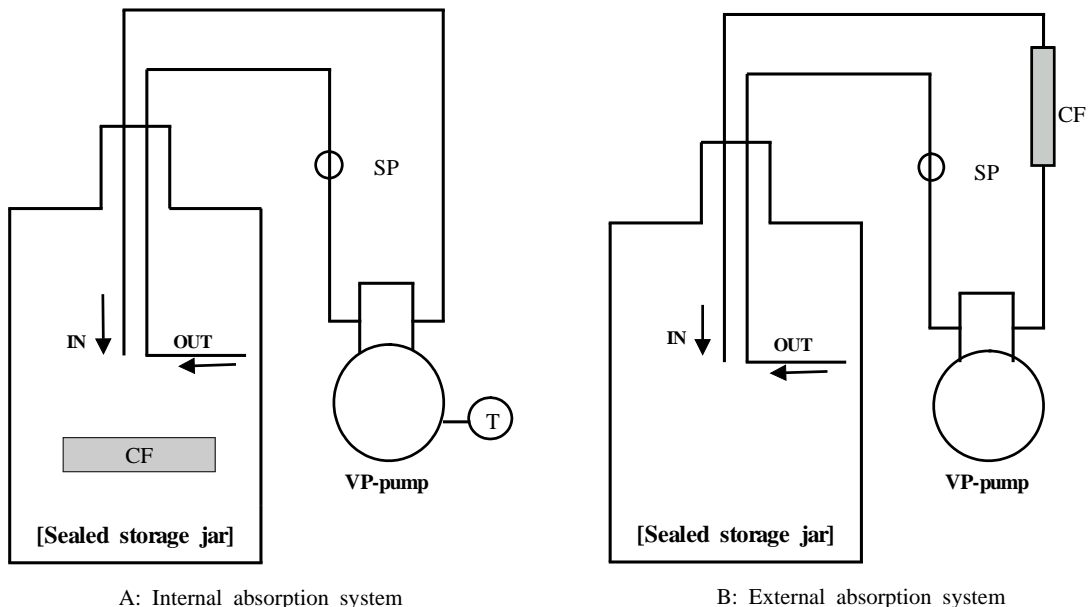 SP
IN
OUT
T
CF
VP-pump
[Sealed storage jar]
A: Internal absorption system
CF
SP
IN
OUT
VP-pump
[Sealed storage jar]
B: External absorption system